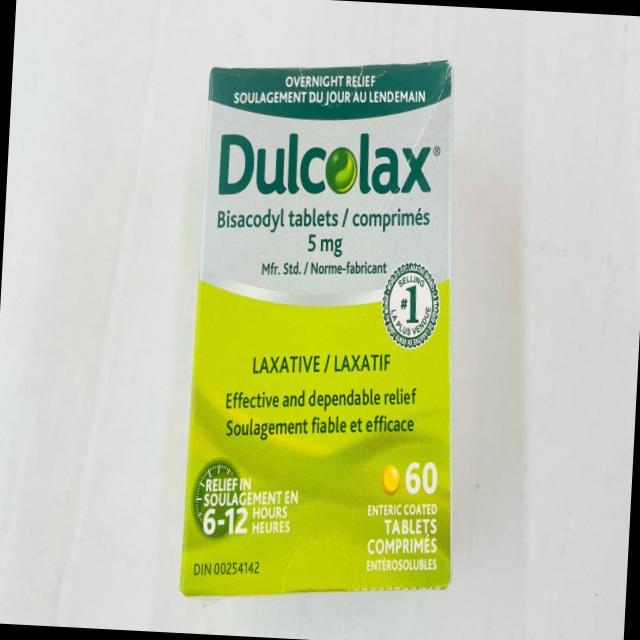 OVERNIGHT RELIEF
SOULAGEMENT DU JOUR AU LENDEMAIN
Dulcolax®
Bisacodyl tablets / comprimés
5 mg
Mfr. Std. / Norme-fabricant
SELLING
#1
LA PLUS VENDUE
LAXATIVE / LAXATIF
Effective and dependable relief
Soulagement fiable et efficace
RELIEF IN
SOULAGEMENT EN
6-12 HOURS
HEURES
60
ENTERIC COATED
TABLETS
COMPRIMÉS
ENTÉROSOLUBLES
DIN 00254142